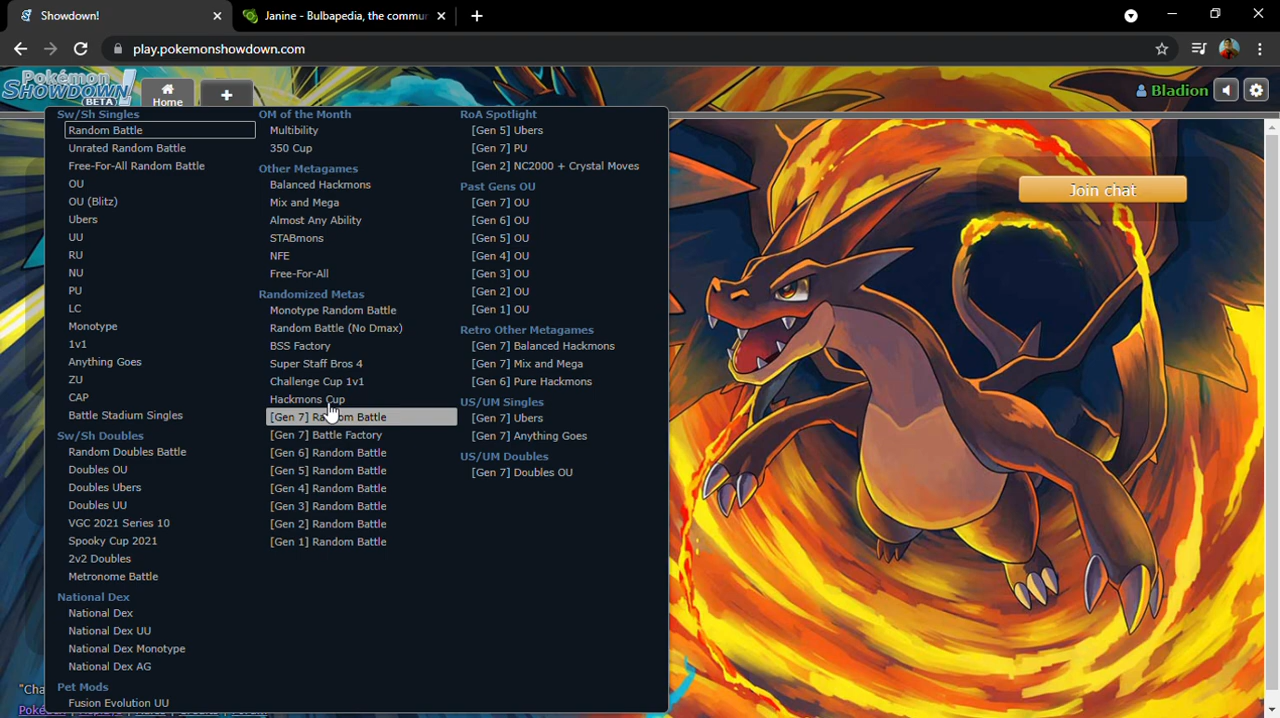 Showdown!
Janine - Bulbapedia, the commun
play.pokemonshowdown.com
Pokémon
SHOWDOWN!
BETA
Home
Bladion
Sw/Sh Singles
Random Battle
Unrated Random Battle
Free-For-All Random Battle
OU
OU (Blitz)
Ubers
UU
RU
NU
PU
LC
Monotype
1v1
Anything Goes
ZU
CAP
Battle Stadium Singles
Sw/Sh Doubles
Random Doubles Battle
Doubles OU
Doubles Ubers
Doubles UU
VGC 2021 Series 10
Spooky Cup 2021
2v2 Doubles
Metronome Battle
National Dex
National Dex
National Dex UU
National Dex Monotype
National Dex AG
Pet Mods
Fusion Evolution UU
OM of the Month
Multibility
350 Cup
Other Metagames
Balanced Hackmons
Mix and Mega
Almost Any Ability
STABmons
NFE
Free-For-All
Randomized Metas
Monotype Random Battle
Random Battle (No Dmax)
BSS Factory
Super Staff Bros 4
Challenge Cup 1v1
Hackmons Cup
[Gen 7] Random Battle
[Gen 7] Battle Factory
[Gen 6] Random Battle
[Gen 5] Random Battle
[Gen 4] Random Battle
[Gen 3] Random Battle
[Gen 2] Random Battle
[Gen 1] Random Battle
RoA Spotlight
[Gen 5] Ubers
[Gen 7] PU
[Gen 2] NC2000 + Crystal Moves
Past Gens OU
[Gen 7] OU
[Gen 6] OU
[Gen 5] OU
[Gen 4] OU
[Gen 3] OU
[Gen 2] OU
[Gen 1] OU
Retro Other Metagames
[Gen 7] Balanced Hackmons
[Gen 7] Mix and Mega
[Gen 6] Pure Hackmons
US/UM Singles
[Gen 7] Ubers
[Gen 7] Anything Goes
US/UM Doubles
[Gen 7] Doubles OU
Join chat
"Cha